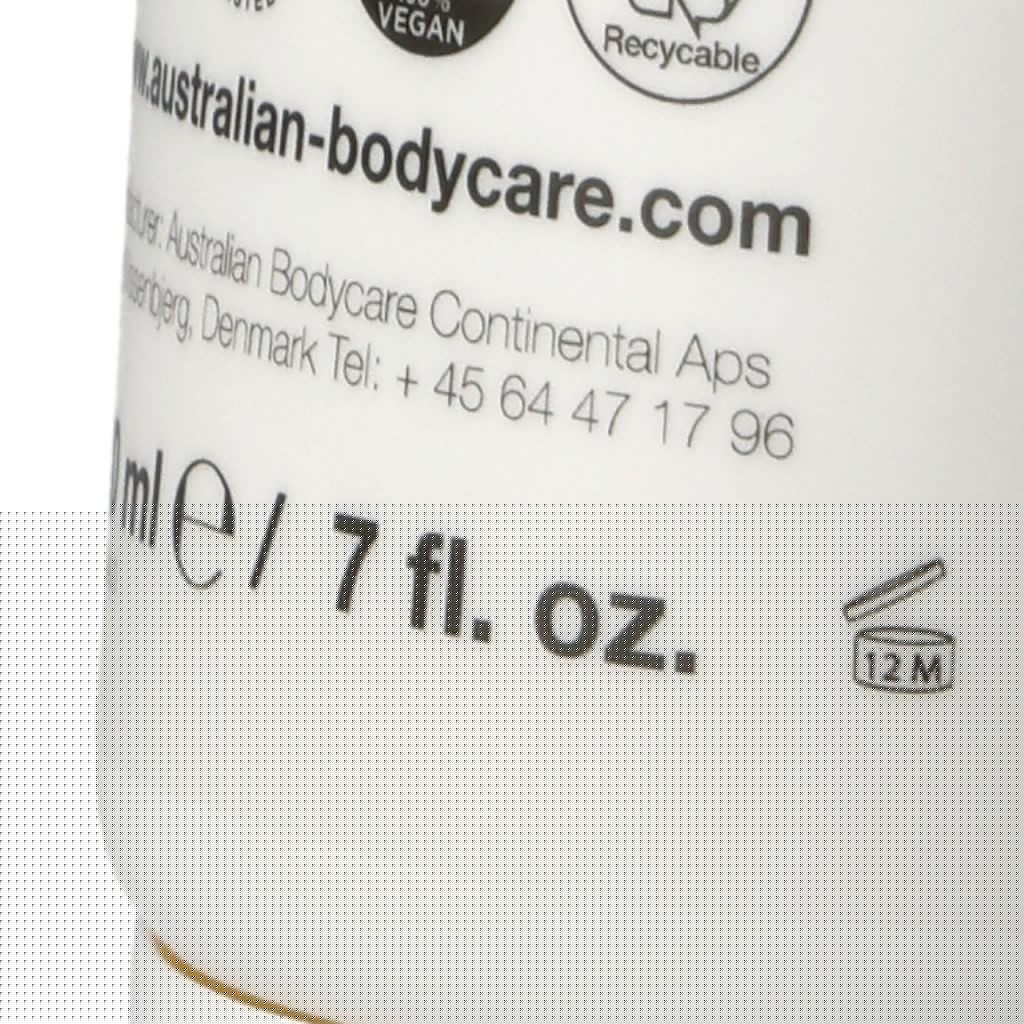 VEGAN
Recycable
australian-bodycare.com
Australian Bodycare Continental Aps
Denmark Tel: + 45 64 47 17 96
ml e / 7 fl. oz.
12 M